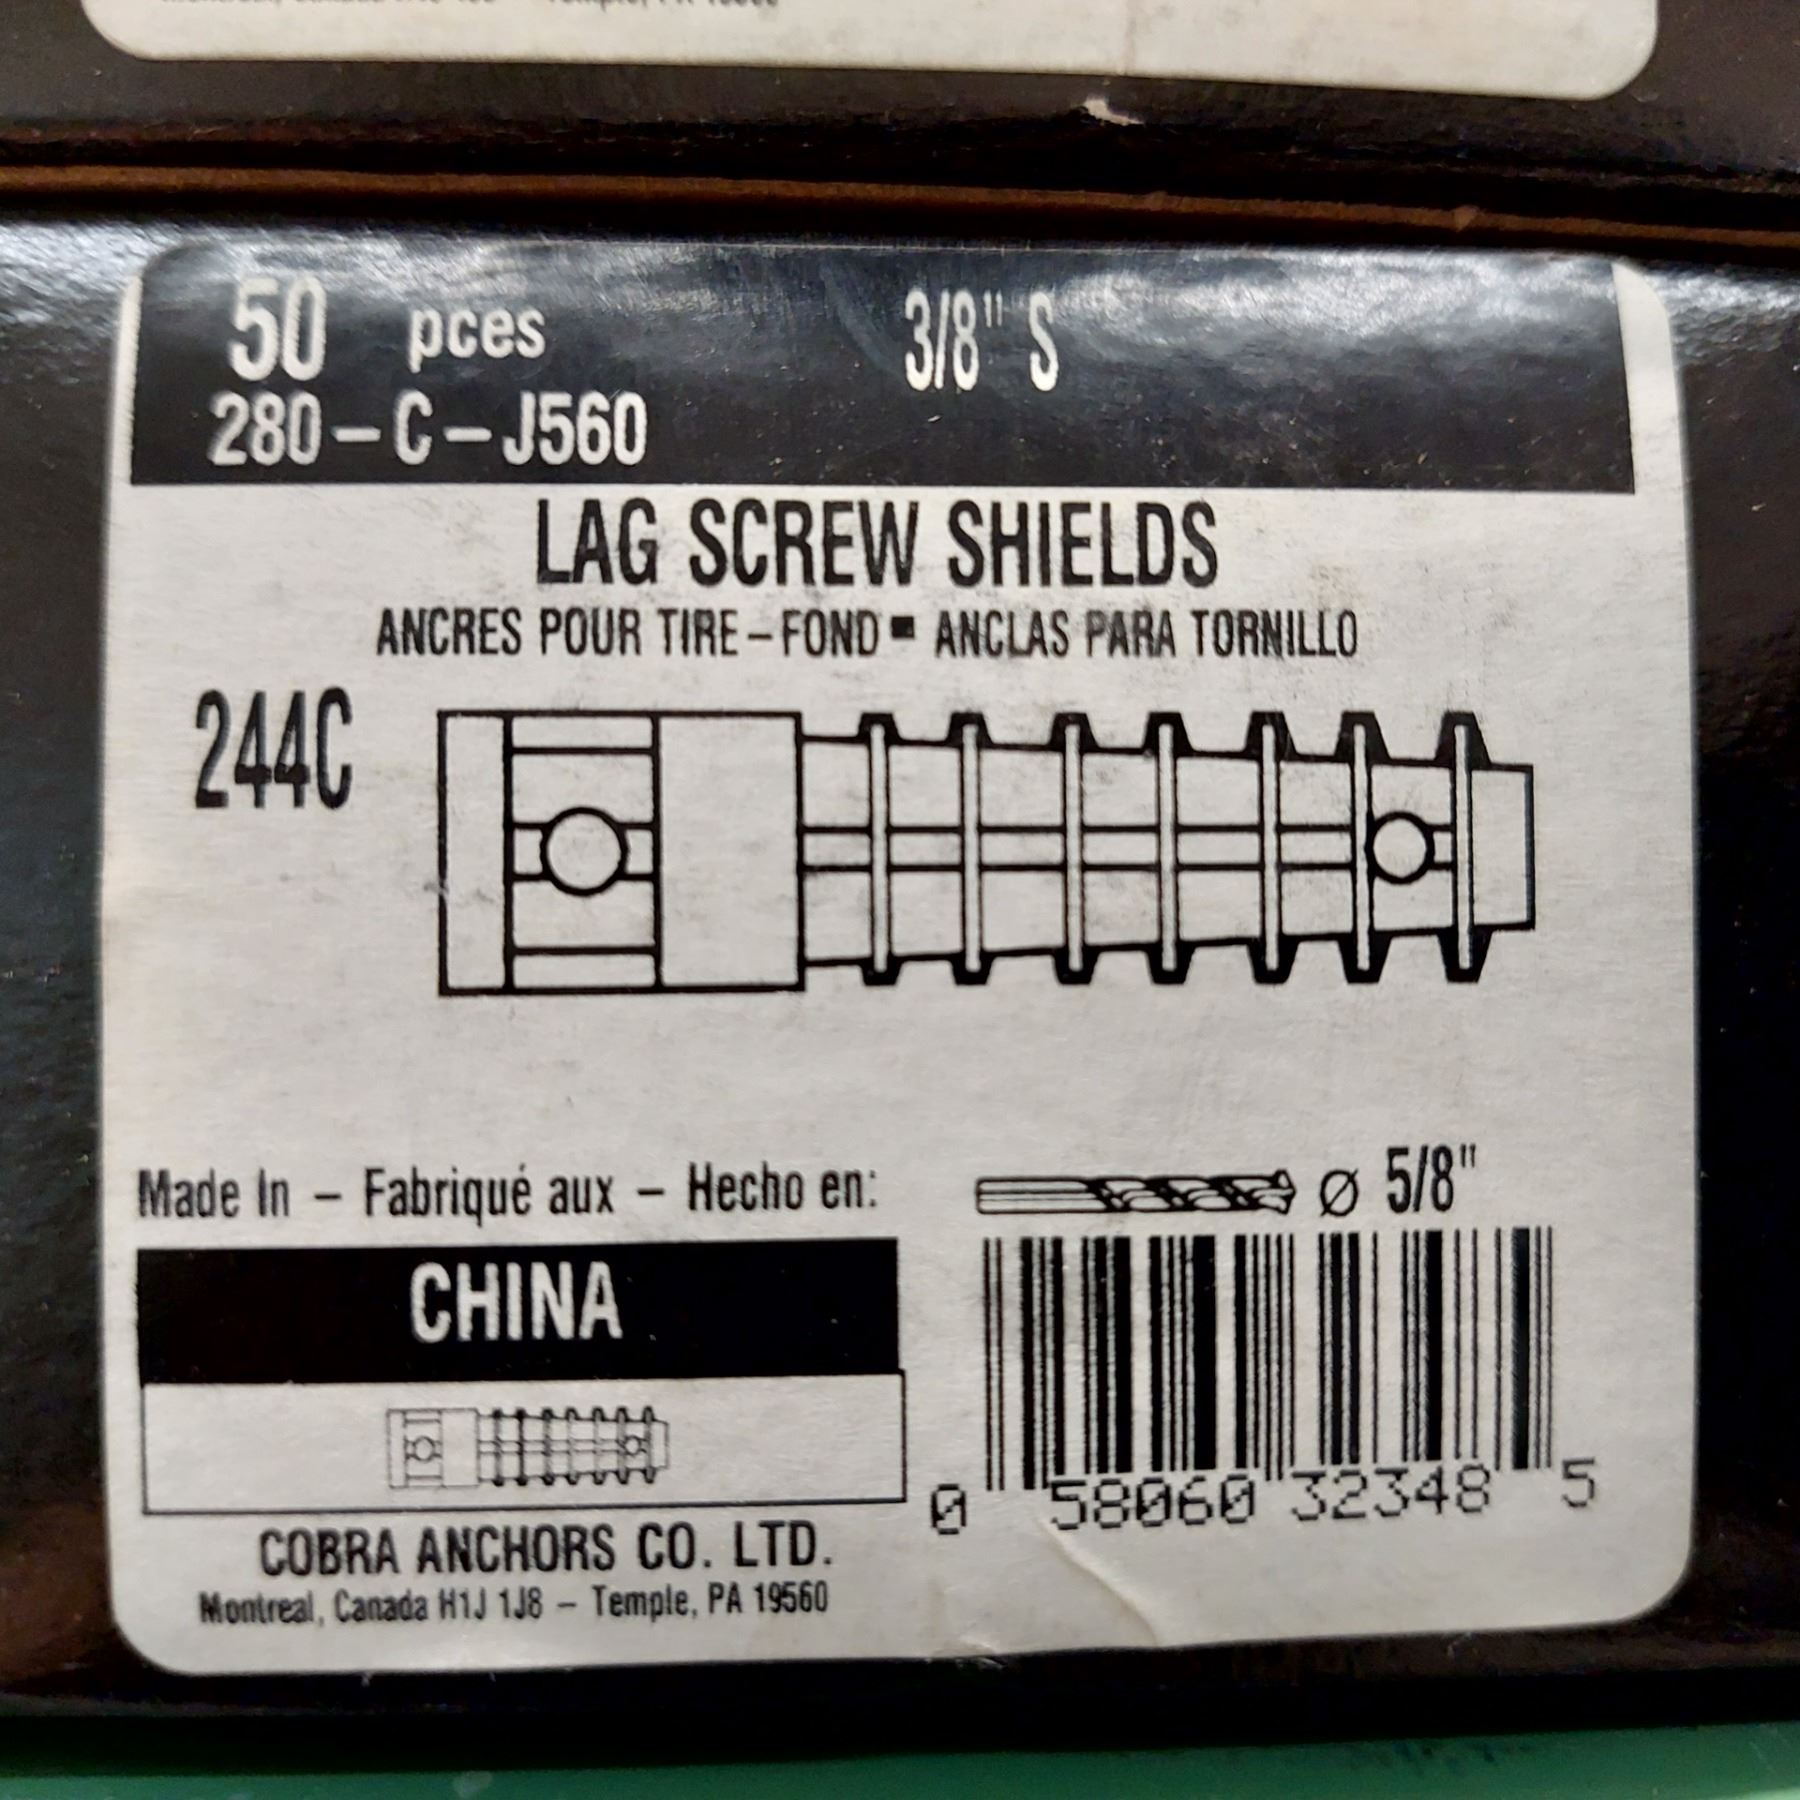 50 pces 3/8" S
280-C-J560
LAG SCREW SHIELDS
ANCRES POUR TIRE-FOND ▪ ANCLAS PARA TORNILLO
244C
Made In - Fabriqué aux - Hecho en:
Ø 5/8"
CHINA
0 58060 32348 5
COBRA ANCHORS CO. LTD.
Montreal, Canada H1J 1J8 - Temple, PA 19560